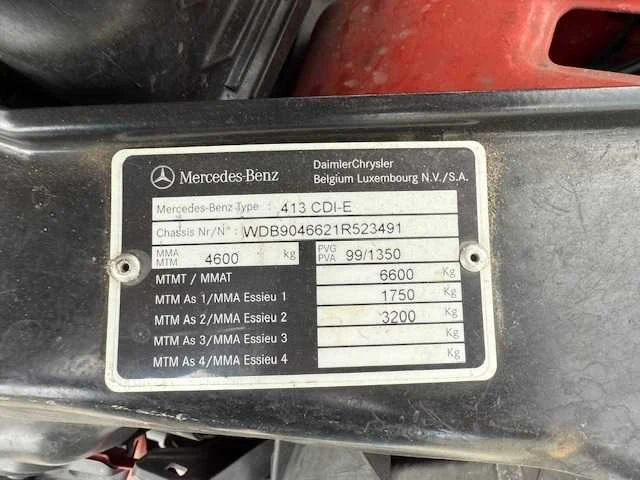 Mercedes-Benz
DaimlerChrysler
Belgium Luxembourg N.V./S.A.
Mercedes-Benz Type : 413 CDI-E
Chassis Nr/N° : WDB9046621R523491
MMA
MTM 4600 kg
PVG
PVA 99/1350
MTMT / MMAT 6600 Kg
MTM As 1/MMA Essieu 1 1750 Kg
MTM As 2/MMA Essieu 2 3200 Kg
MTM As 3/MMA Essieu 3 Kg
MTM As 4/MMA Essieu 4 Kg